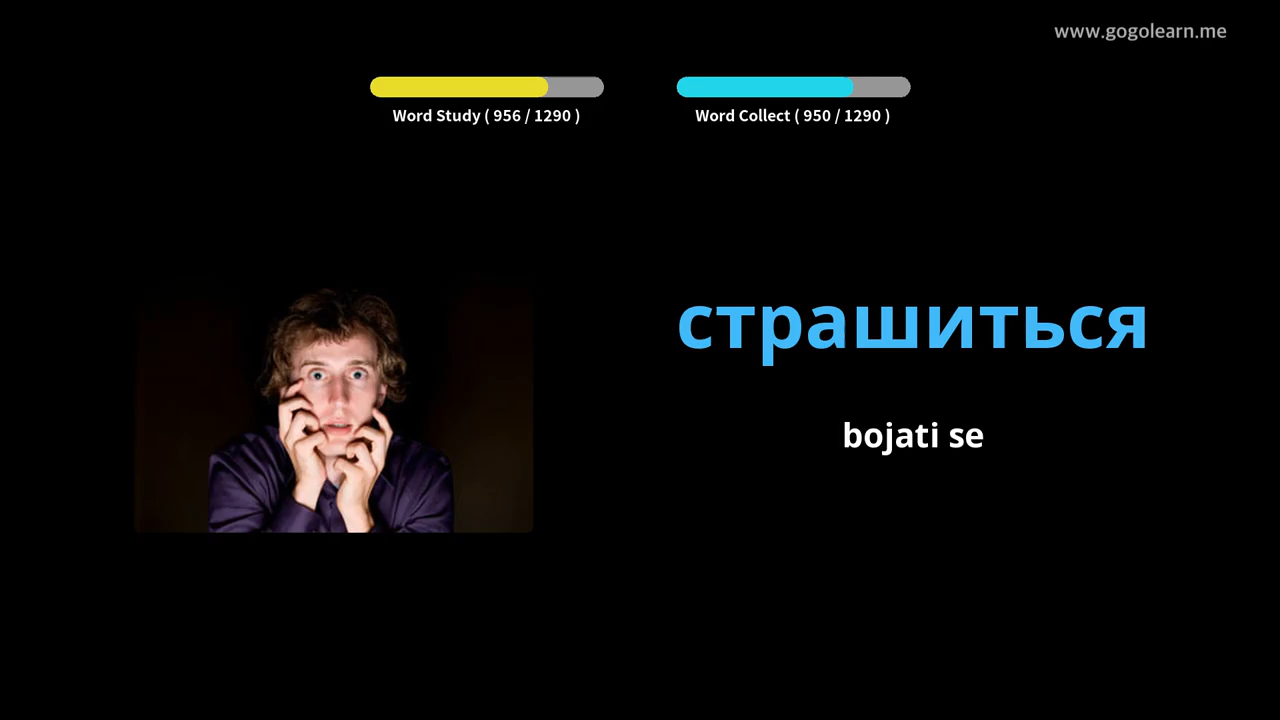 www.gogolearn.me
Word Study ( 956 / 1290 )
Word Collect ( 950 / 1290 )
страшиться
bojati se